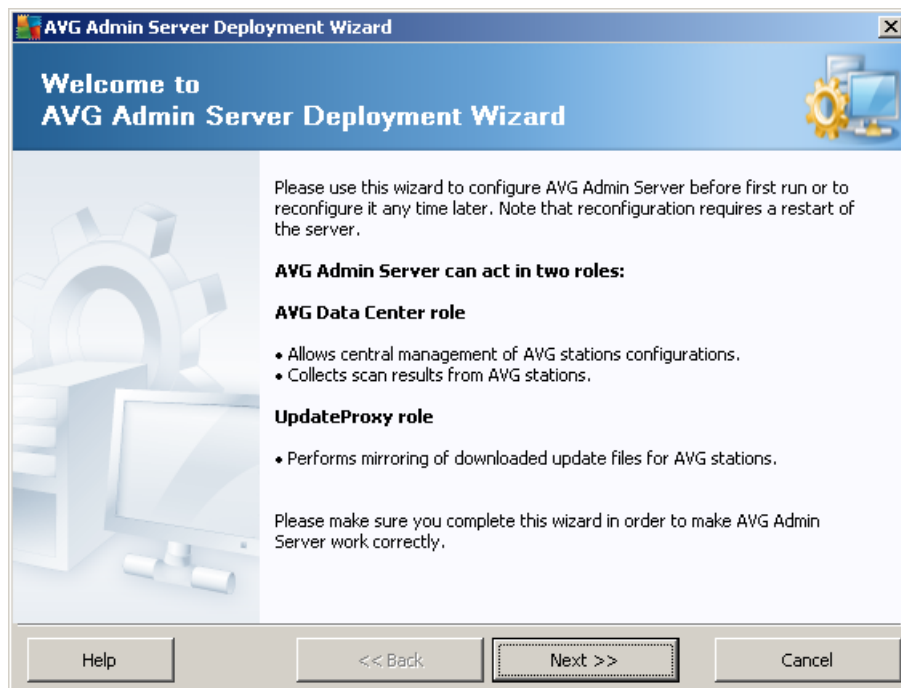 AVG Admin Server Deployment Wizard
Welcome to
AVG Admin Server Deployment Wizard
Please use this wizard to configure AVG Admin Server before first run or to
reconfigure it any time later. Note that reconfiguration requires a restart of
the server.
AVG Admin Server can act in two roles:
AVG Data Center role
• Allows central management of AVG stations configurations.
• Collects scan results from AVG stations.
UpdateProxy role
• Performs mirroring of downloaded update files for AVG stations.
Please make sure you complete this wizard in order to make AVG Admin
Server work correctly.
Help
<< Back
Next >>
Cancel